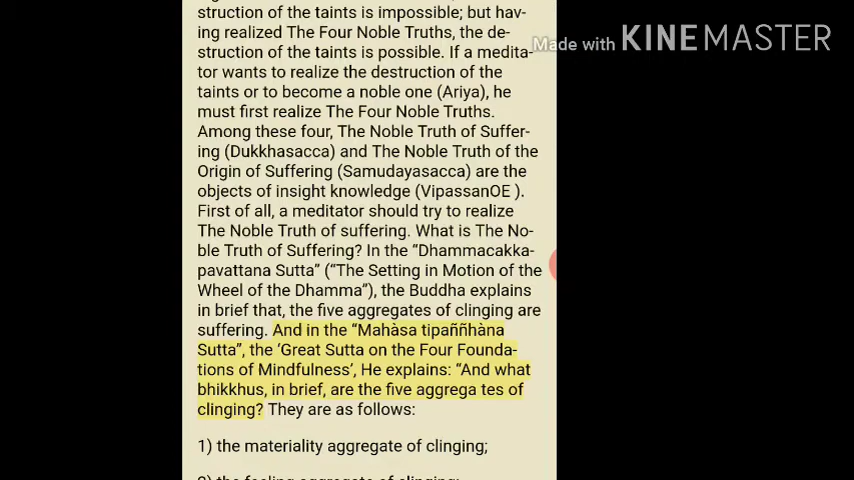 struction of the taints is impossible; but hav-
ing realized The Four Noble Truths, the de-
struction of the taints is possible. If a medita-
tor wants to realize the destruction of the
taints or to become a noble one (Ariya), he
must first realize The Four Noble Truths.
Among these four, The Noble Truth of Suffer-
ing (Dukkhasacca) and The Noble Truth of the
Origin of Suffering (Samudayasacca) are the
objects of insight knowledge (VipassanOE ).
First of all, a meditator should try to realize
The Noble Truth of suffering. What is The No-
ble Truth of Suffering? In the “Dhammacakka-
pavattana Sutta” (“The Setting in Motion of the
Wheel of the Dhamma”), the Buddha explains
in brief that, the five aggregates of clinging are
suffering. And in the “Mahàsa tipaññhàna
Sutta”, the ‘Great Sutta on the Four Founda-
tions of Mindfulness’, He explains: “And what
bhikkhus, in brief, are the five aggrega tes of
clinging? They are as follows:
1) the materiality aggregate of clinging;
2) the feeling aggregate of clinging;
Made with KINEMASTER